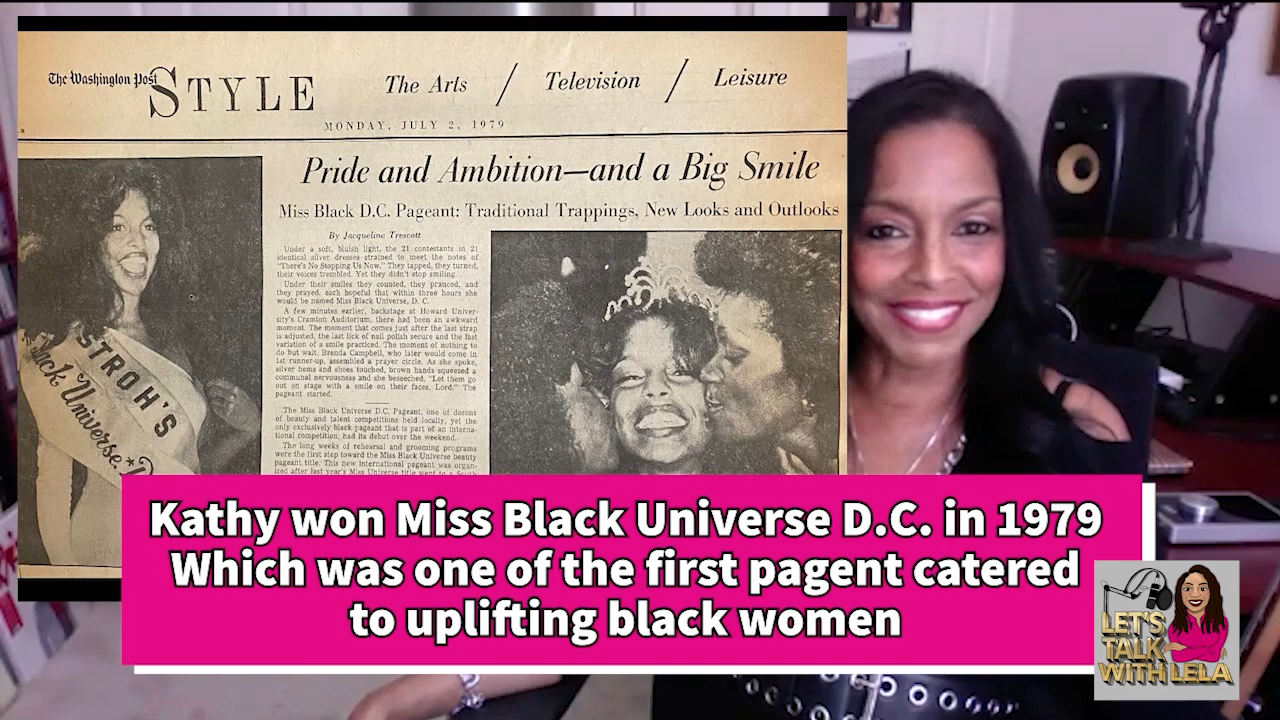 The Washington Post
STYLE
The Arts / Television / Leisure
MONDAY, JULY 2, 1979
Pride and Ambition—and a Big Smile
Miss Black D.C. Pageant: Traditional Trappings, New Looks and Outlooks
By Jacqueline Trescott
Under a soft, bluish light, the 21 contestants in 21
identical silver dresses strained to meet the notes of
"There's No Stopping Us Now." They tapped, they turned,
their voices trembled. Yet they didn't stop smiling.
Under their smiles they counted, they pranced, and
they prayed, each hopeful that within three hours she
would be named Miss Black Universe, D. C.
A few minutes earlier, backstage at Howard Univer-
sity's Cramton Auditorium, there had been an awkward
moment. The moment that comes just after the last strap
is adjusted, the last lick of nail polish secure and the last
variation of a smile practiced. The moment of nothing to
do but wait. Brenda Campbell, who later would come in
1st runner-up, assembled a prayer circle. As she spoke,
silver hems and shoes touched, brown hands squeezed a
communal nervousness and she beseeched, "Let them go
out on stage with a smile on their faces, Lord." The
pageant started.
The Miss Black Universe D.C. Pageant, one of dozens
of beauty and talent competitions held locally, yet the
only exclusively black pageant that is part of an interna-
tional competition, had its debut over the weekend.
The long weeks of rehearsal and grooming programs
were the first step toward the Miss Black Universe beauty
pageant title. This new international pageant was organ-
ized after last year's Miss Universe title went to a South
STROH'S
Black Universe
Kathy won Miss Black Universe D.C. in 1979
Which was one of the first pagent catered
to uplifting black women
LET'S
TALK
WITH LELA